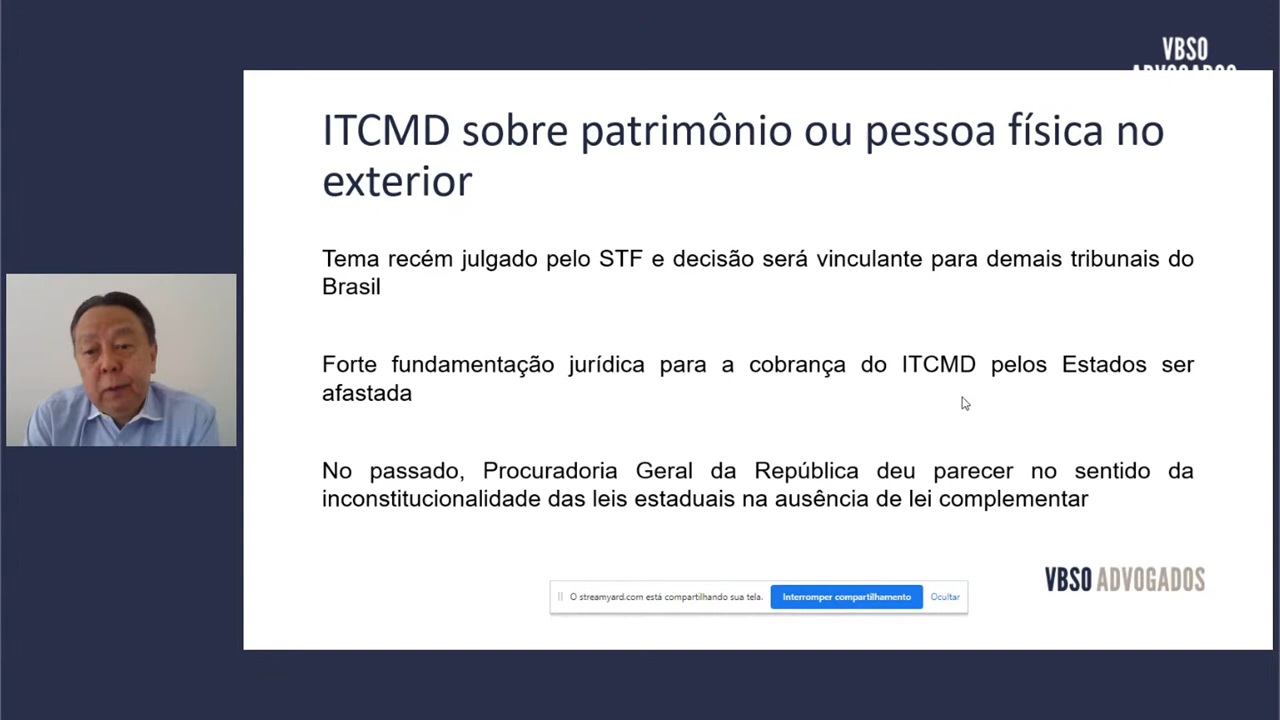 VBSO
ADVOGADOS
ITCMD sobre patrimônio ou pessoa física no
exterior
Tema recém julgado pelo STF e decisão será vinculante para demais tribunais do
Brasil
Forte fundamentação jurídica para a cobrança do ITCMD pelos Estados ser
afastada
No passado, Procuradoria Geral da República deu parecer no sentido da
inconstitucionalidade das leis estaduais na ausência de lei complementar
VBSO ADVOGADOS
O streamyard.com está compartilhando sua tela. Interromper compartilhamento Ocultar